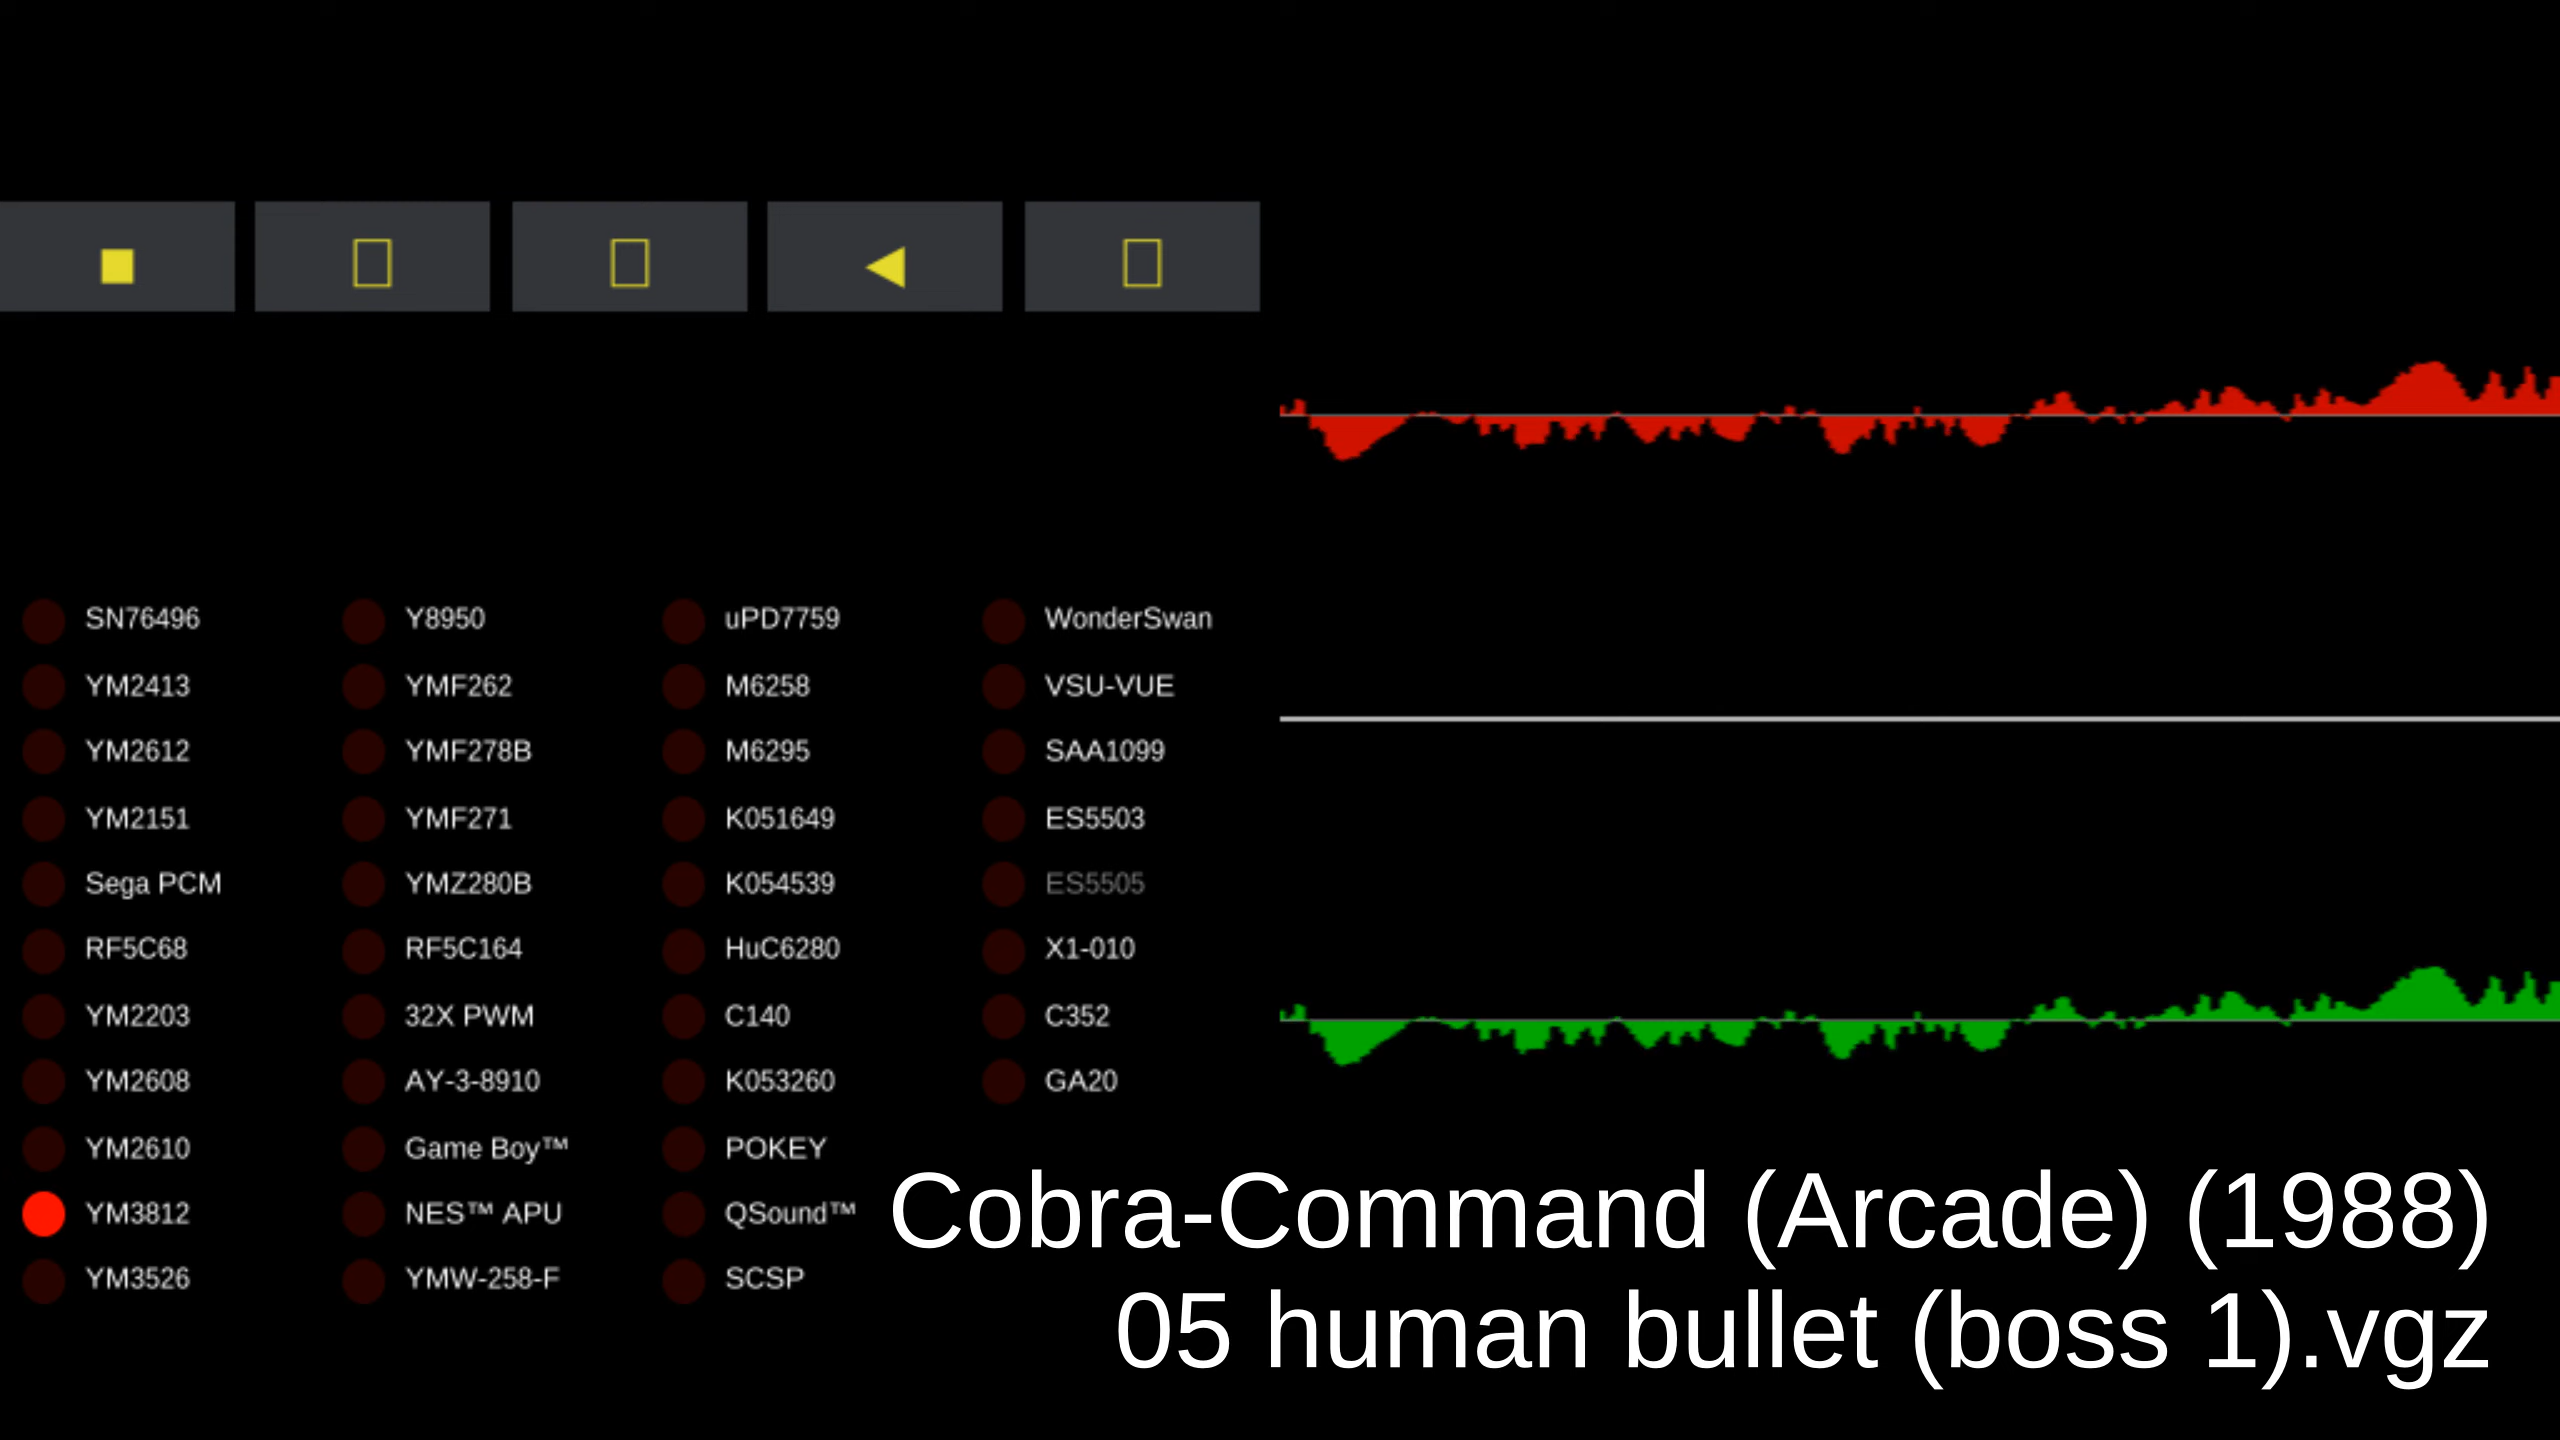 SN76496
YM2413
YM2612
YM2151
Sega PCM
RF5C68
YM2203
YM2608
YM2610
YM3812
YM3526
Y8950
YMF262
YMF278B
YMF271
YMZ280B
RF5C164
32X PWM
AY-3-8910
Game Boy™
NES™ APU
YMW-258-F
uPD7759
M6258
M6295
K051649
K054539
HuC6280
C140
K053260
POKEY
QSound™
SCSP
WonderSwan
VSU-VUE
SAA1099
ES5503
ES5505
X1-010
C352
GA20
Cobra-Command (Arcade) (1988)
05 human bullet (boss 1).vgz